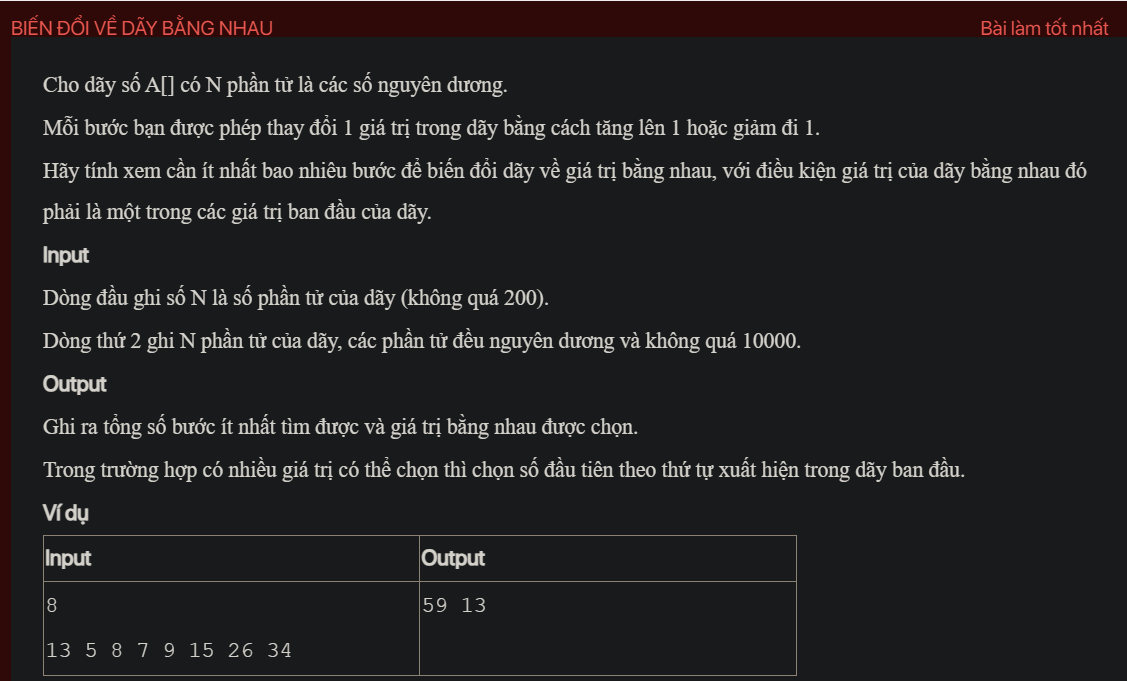 BIẾN ĐỔI VỀ DÃY BẰNG NHAU
Bài làm tốt nhất
Cho dãy số A[] có N phần tử là các số nguyên dương.
Mỗi bước bạn được phép thay đổi 1 giá trị trong dãy bằng cách tăng lên 1 hoặc giảm đi 1.
Hãy tính xem cần ít nhất bao nhiêu bước để biến đổi dãy về giá trị bằng nhau, với điều kiện giá trị của dãy bằng nhau đó
phải là một trong các giá trị ban đầu của dãy.
Input
Dòng đầu ghi số N là số phần tử của dãy (không quá 200).
Dòng thứ 2 ghi N phần tử của dãy, các phần tử đều nguyên dương và không quá 10000.
Output
Ghi ra tổng số bước ít nhất tìm được và giá trị bằng nhau được chọn.
Trong trường hợp có nhiều giá trị có thể chọn thì chọn số đầu tiên theo thứ tự xuất hiện trong dãy ban đầu.
Ví dụ
Input Output
8 59 13
13 5 8 7 9 15 26 34